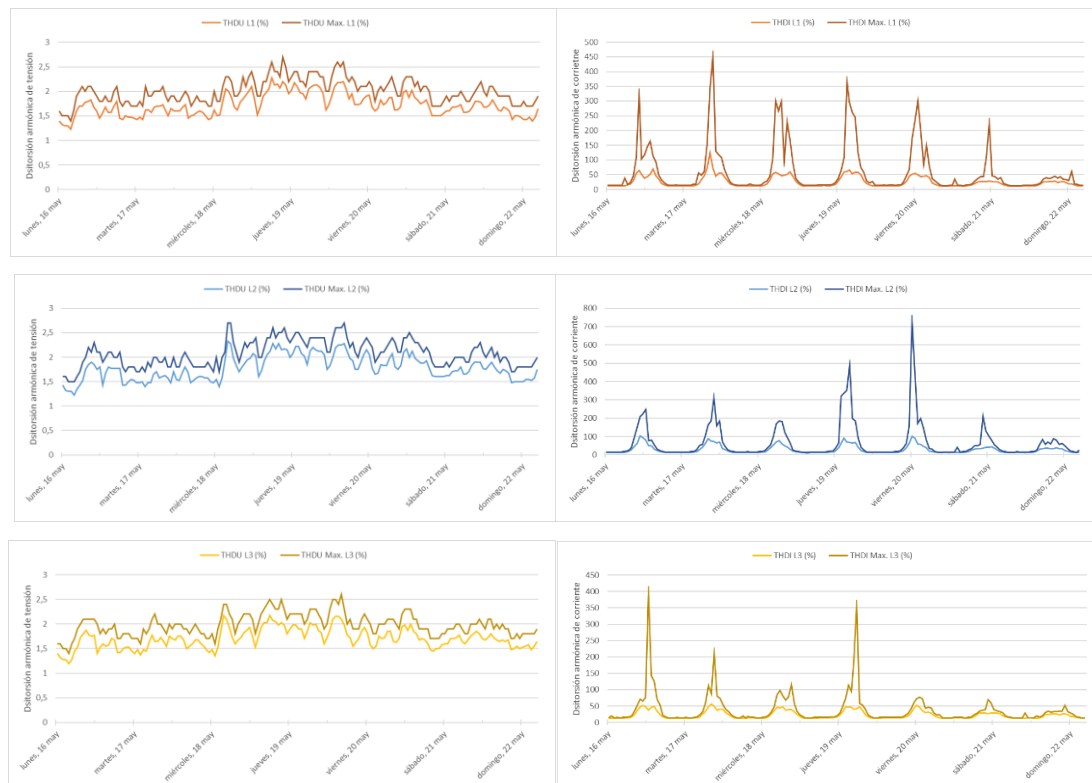 THDU L1 (%) THDU Max. L1 (%)
Dsitorsión armónica de tensión
3
2,5
2
1,5
1
0,5
0
lunes, 16 may
martes, 17 may
miércoles, 18 may
jueves, 19 may
viernes, 20 may
sábado, 21 may
domingo, 22 may
THDI L1 (%) THDI Max. L1 (%)
Dsitorsión armónica de corrietne
500
450
400
350
300
250
200
150
100
50
0
lunes, 16 may
martes, 17 may
miércoles, 18 may
jueves, 19 may
viernes, 20 may
sábado, 21 may
domingo, 22 may
THDU L2 (%) THDU Max. L2 (%)
Dsitorsión armónica de tensión
3
2,5
2
1,5
1
0,5
0
lunes, 16 may
martes, 17 may
miércoles, 18 may
jueves, 19 may
viernes, 20 may
sábado, 21 may
domingo, 22 may
THDI L2 (%) THDI Max. L2 (%)
Dsitorsión armónica de corriente
800
700
600
500
400
300
200
100
0
lunes, 16 may
martes, 17 may
miércoles, 18 may
jueves, 19 may
viernes, 20 may
sábado, 21 may
domingo, 22 may
THDU L3 (%) THDU Max. L3 (%)
Dsitorsión armónica de tensión
3
2,5
2
1,5
1
0,5
0
lunes, 16 may
martes, 17 may
miércoles, 18 may
jueves, 19 may
viernes, 20 may
sábado, 21 may
domingo, 22 may
THDI L3 (%) THDI Max. L3 (%)
Dsitorsión armónica de corriente
450
400
350
300
250
200
150
100
50
0
lunes, 16 may
martes, 17 may
miércoles, 18 may
jueves, 19 may
viernes, 20 may
sábado, 21 may
domingo, 22 may